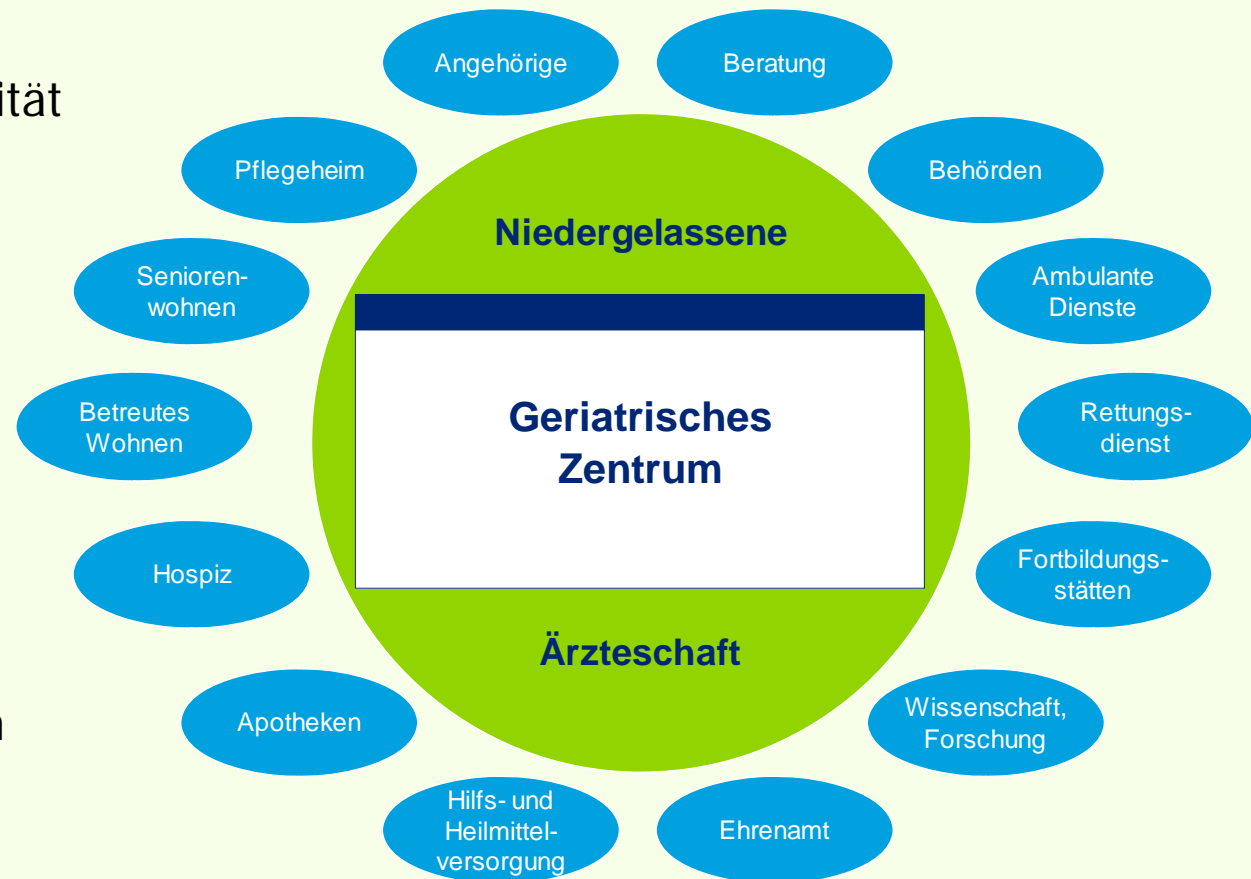 Angehörige
Beratung
ität
Pflegeheim
Behörden
Niedergelassene
Senioren-
wohnen
Ambulante
Dienste
Betreutes
Wohnen
Geriatrisches
Zentrum
Rettungs-
dienst
Hospiz
Fortbildungs-
stätten
Ärzteschaft
Apotheken
n
Wissenschaft,
Forschung
Hilfs- und
Heilmittel-
versorgung
Ehrenamt